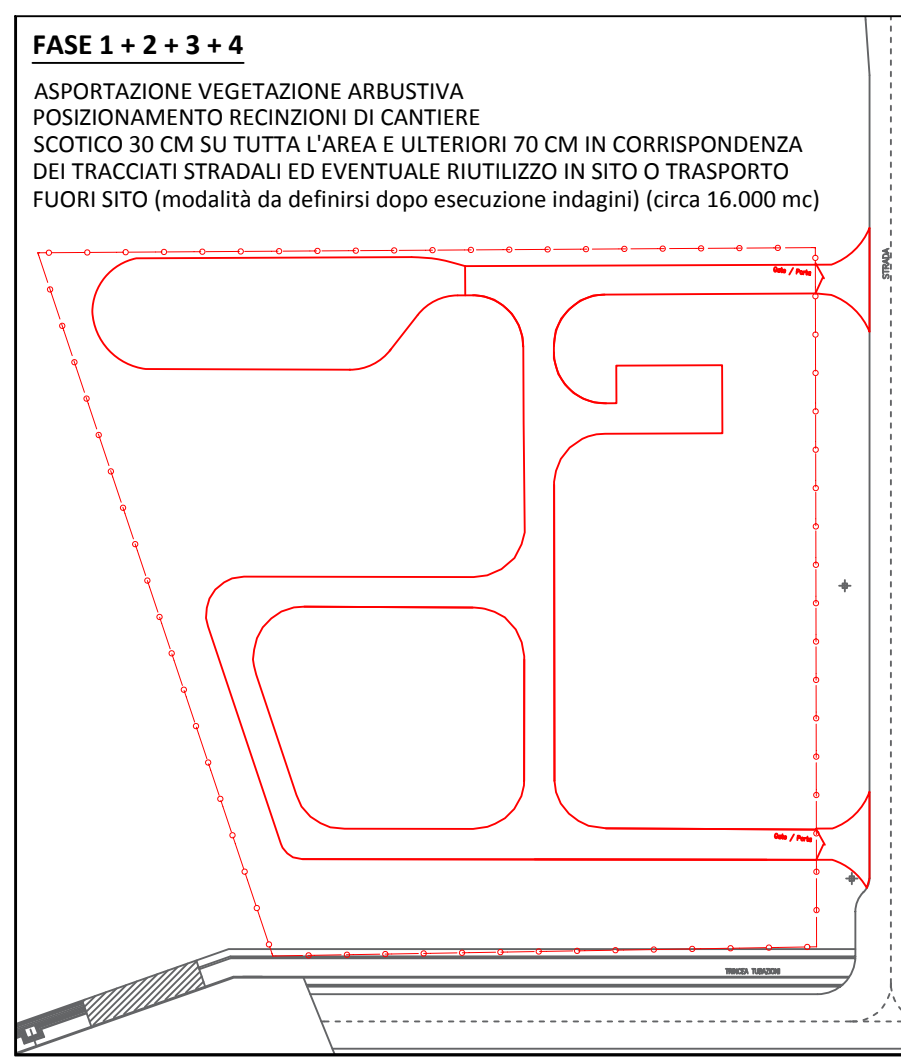 FASE 1 + 2 + 3 + 4
ASPORTAZIONE VEGETAZIONE ARBUSTIVA
POSIZIONAMENTO RECINZIONI DI CANTIERE
SCOTICO 30 CM SU TUTTA L'AREA E ULTERIORI 70 CM IN CORRISPONDENZA
DEI TRACCIATI STRADALI ED EVENTUALE RIUTILIZZO IN SITO O TRASPORTO
FUORI SITO (modalità da definirsi dopo esecuzione indagini) (circa 16.000 mc)
STRADA
Gate / Porta
Gate / Porta
TRINCEA TUBAZIONI